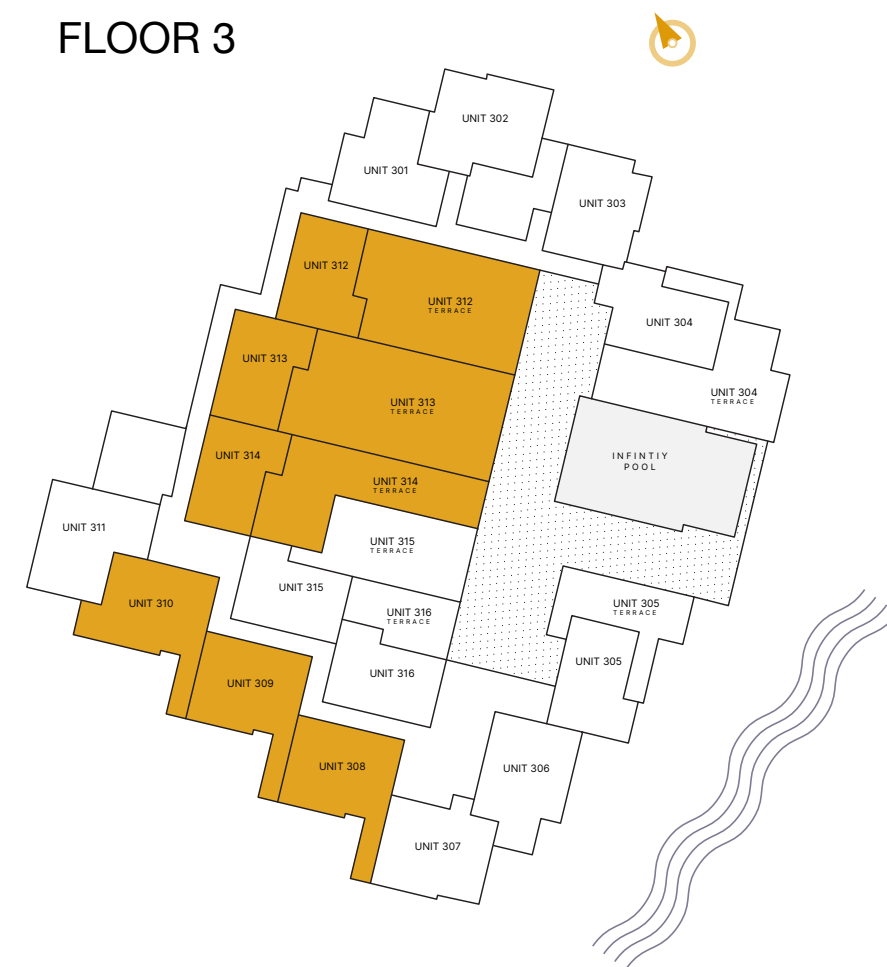 FLOOR 3
UNIT 302
UNIT 301
UNIT 303
UNIT 312
UNIT 312
TERRACE
UNIT 304
UNIT 313
UNIT 304
TERRACE
UNIT 313
TERRACE
UNIT 314
INFINTIY
POOL
UNIT 314
TERRACE
UNIT 311
UNIT 315
TERRACE
UNIT 315
UNIT 310
UNIT 316
TERRACE
UNIT 305
TERRACE
UNIT 305
UNIT 316
UNIT 309
UNIT 308
UNIT 306
UNIT 307